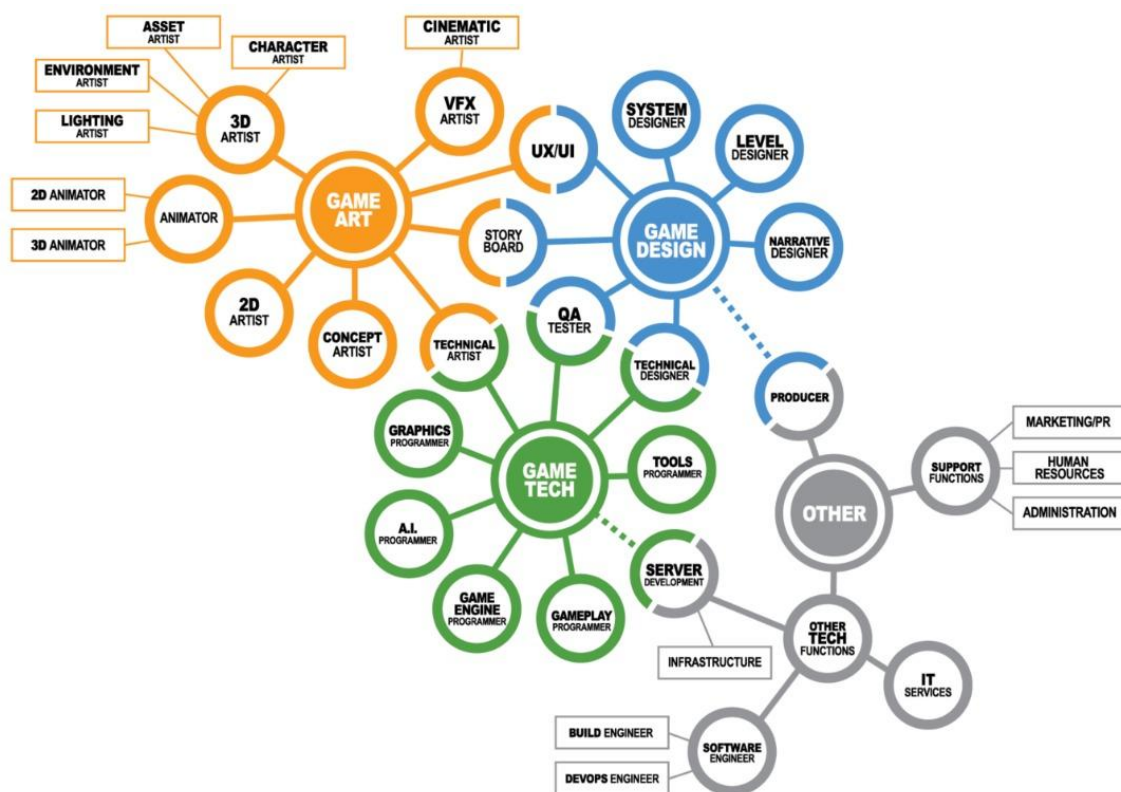 ASSET
ARTIST
CHARACTER
ARTIST
CINEMATIC
ARTIST
ENVIRONMENT
ARTIST
LIGHTING
ARTIST
3D
ARTIST
VFX
ARTIST
UX/UI
SYSTEM
DESIGNER
LEVEL
DESIGNER
2D ANIMATOR
3D ANIMATOR
ANIMATOR
GAME
ART
STORY
BOARD
GAME
DESIGN
NARRATIVE
DESIGNER
2D
ARTIST
CONCEPT
ARTIST
TECHNICAL
ARTIST
QA
TESTER
TECHNICAL
DESIGNER
PRODUCER
GRAPHICS
PROGRAMMER
GAME
TECH
TOOLS
PROGRAMMER
OTHER
SUPPORT
FUNCTIONS
MARKETING/PR
HUMAN
RESOURCES
ADMINISTRATION
A.I.
PROGRAMMER
GAME
ENGINE
PROGRAMMER
GAMEPLAY
PROGRAMMER
SERVER
DEVELOPMENT
INFRASTRUCTURE
OTHER
TECH
FUNCTIONS
IT
SERVICES
BUILD ENGINEER
DEVOPS ENGINEER
SOFTWARE
ENGINEER